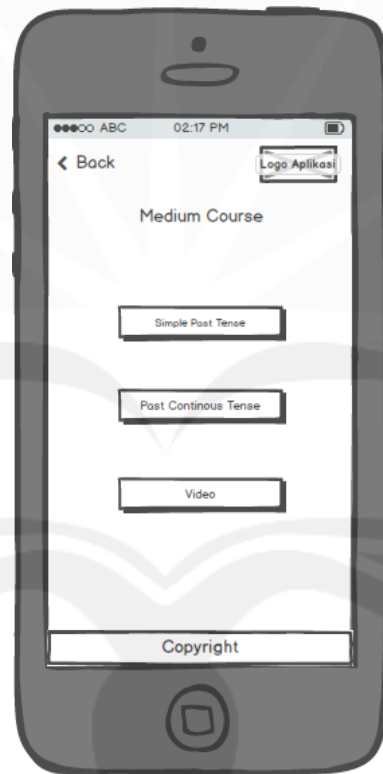 ABC 02:17 PM
Back Logo Aplikasi
Medium Course
Simple Past Tense
Past Continous Tense
Video
Copyright